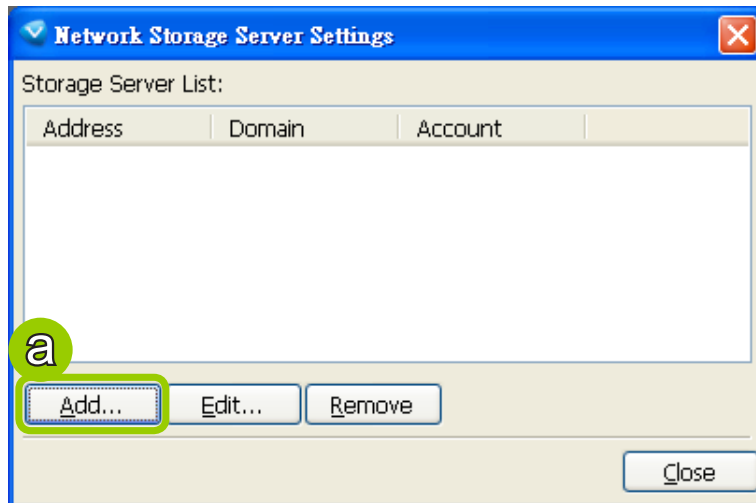 Network Storage Server Settings
Storage Server List:
Address Domain Account
a
Add... Edit... Remove
Close